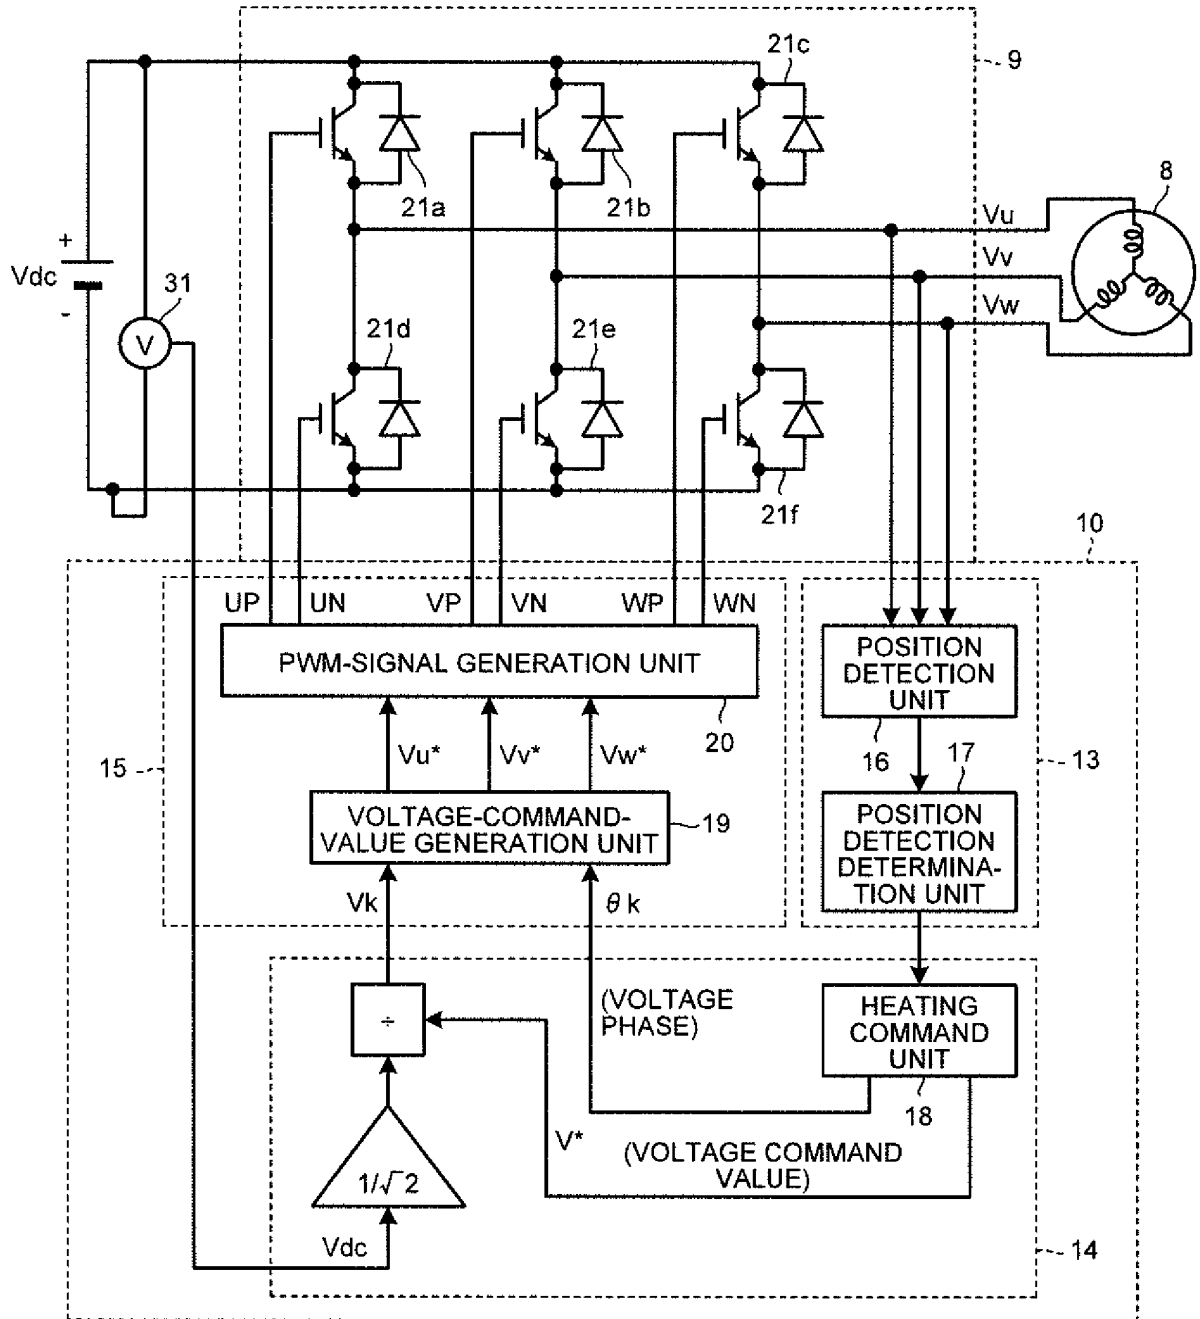 21c
9
8
21a
21b
Vu
+
Vdc
-
31
V
Vv
Vw
21d
21e
21f
10
UP
UN
VP
VN
WP
WN
PWM-SIGNAL GENERATION UNIT
POSITION
DETECTION
UNIT
20
16
17
13
15
Vu*
Vv*
Vw*
VOLTAGE-COMMAND-
VALUE GENERATION UNIT
19
POSITION
DETECTION
DETERMINA-
TION UNIT
Vk
θk
(VOLTAGE
PHASE)
÷
HEATING
COMMAND
UNIT
18
V*
(VOLTAGE COMMAND
VALUE)
1/√2
Vdc
14